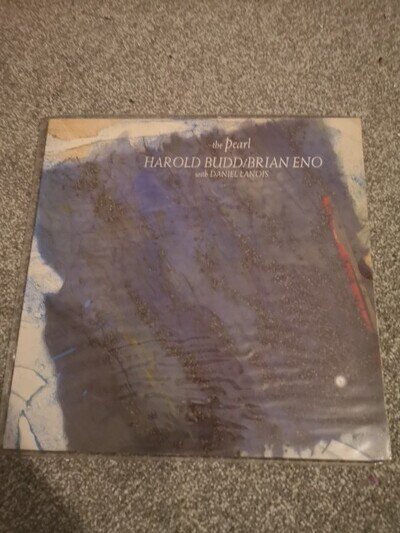 the Pearl
HAROLD BUDD/BRIAN ENO
with DANIEL LANOIS